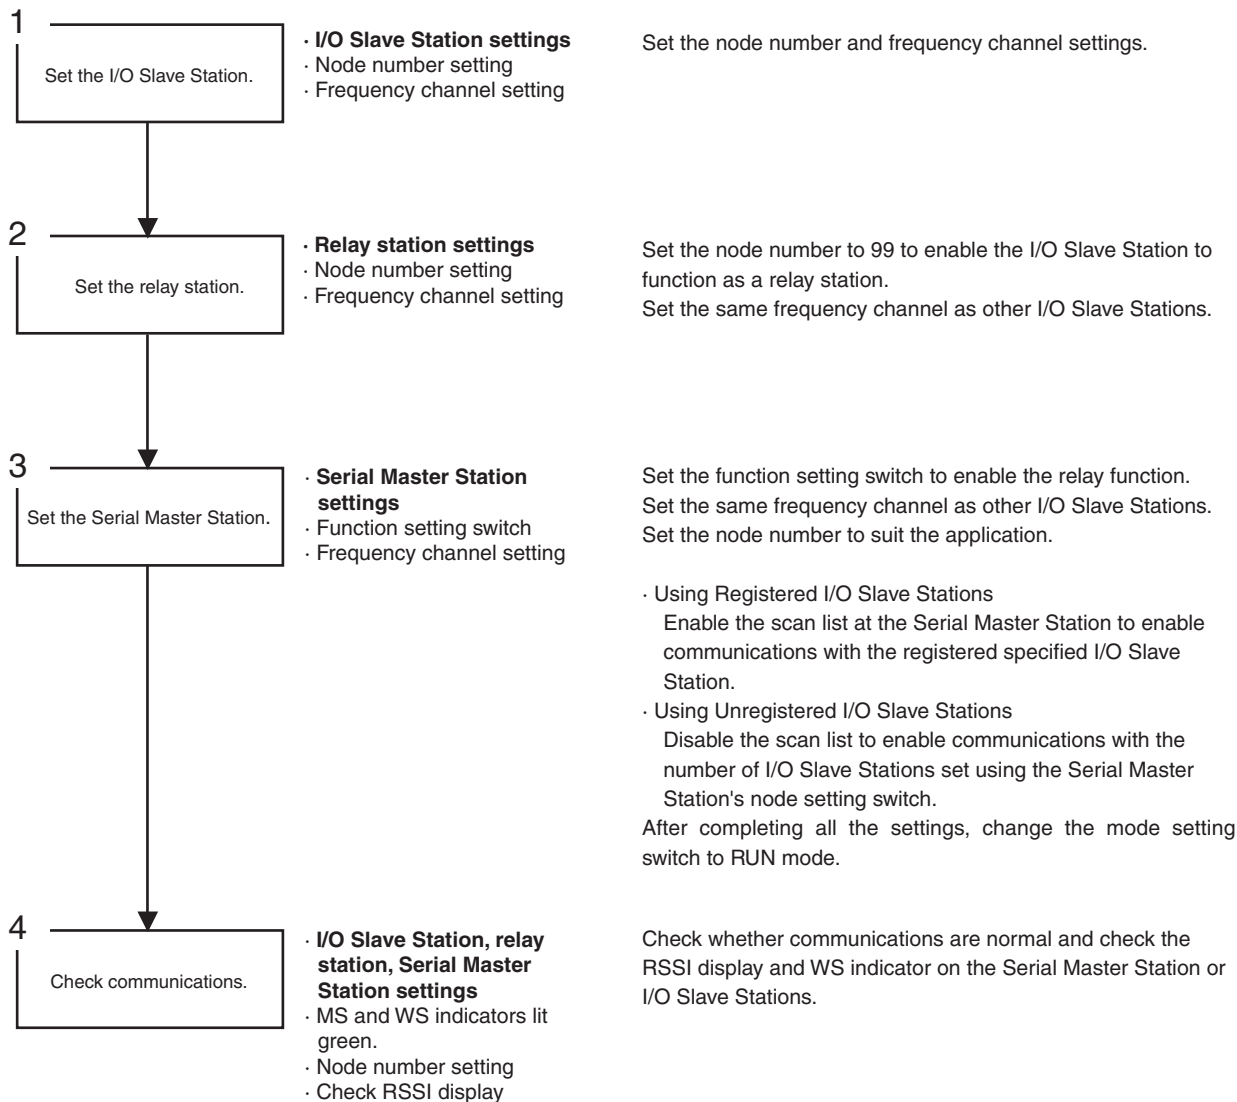 1
Set the I/O Slave Station.
· I/O Slave Station settings
· Node number setting
· Frequency channel setting
Set the node number and frequency channel settings.
2
Set the relay station.
· Relay station settings
· Node number setting
· Frequency channel setting
Set the node number to 99 to enable the I/O Slave Station to
function as a relay station.
Set the same frequency channel as other I/O Slave Stations.
3
Set the Serial Master Station.
· Serial Master Station
settings
· Function setting switch
· Frequency channel setting
Set the function setting switch to enable the relay function.
Set the same frequency channel as other I/O Slave Stations.
Set the node number to suit the application.
· Using Registered I/O Slave Stations
Enable the scan list at the Serial Master Station to enable
communications with the registered specified I/O Slave
Station.
· Using Unregistered I/O Slave Stations
Disable the scan list to enable communications with the
number of I/O Slave Stations set using the Serial Master
Station's node setting switch.
After completing all the settings, change the mode setting
switch to RUN mode.
4
Check communications.
· I/O Slave Station, relay
station, Serial Master
Station settings
· MS and WS indicators lit
green.
· Node number setting
· Check RSSI display
Check whether communications are normal and check the
RSSI display and WS indicator on the Serial Master Station or
I/O Slave Stations.